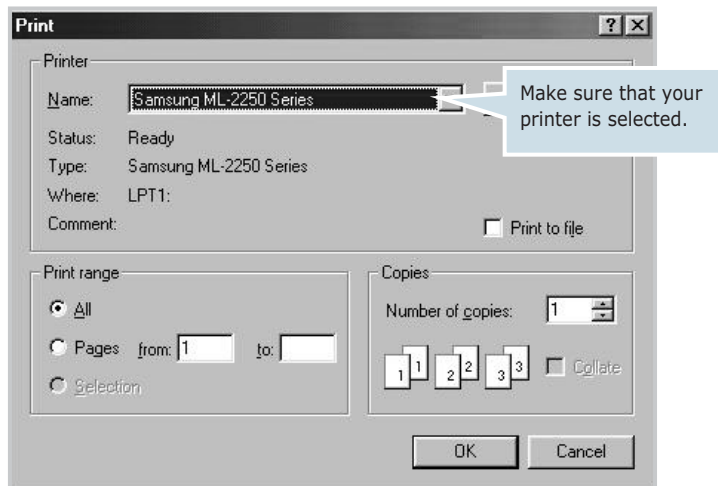 Print
Printer
Name: Samsung ML-2250 Series
Make sure that your
printer is selected.
Status: Ready
Type: Samsung ML-2250 Series
Where: LPT1:
Comment:
Print to file
Print range
All
Pages from: 1 to:
Selection
Copies
Number of copies: 1
1 1 2 2 3 3
Collate
OK Cancel